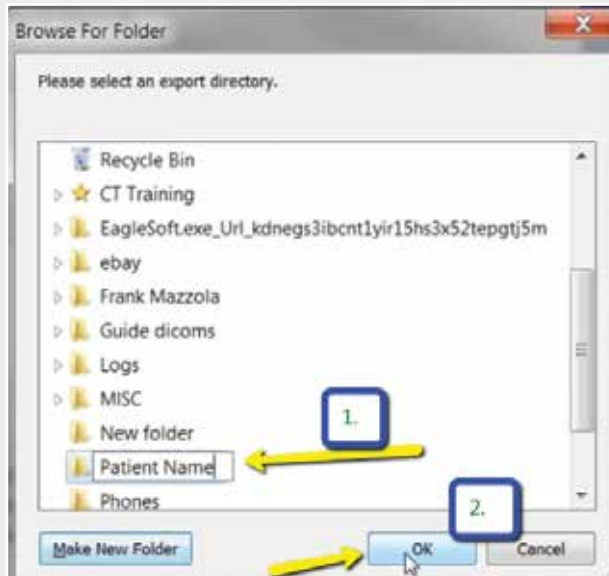 Browse For Folder
X
Please select an export directory.
Recycle Bin
CT Training
EagleSoft.exe_Url_kdnegs3ibcnt1yir15hs3x52tepgtj5m
ebay
Frank Mazzola
Guide dicoms
Logs
MISC
1.
New folder
Patient Name
Phones
2.
Make New Folder
OK
Cancel